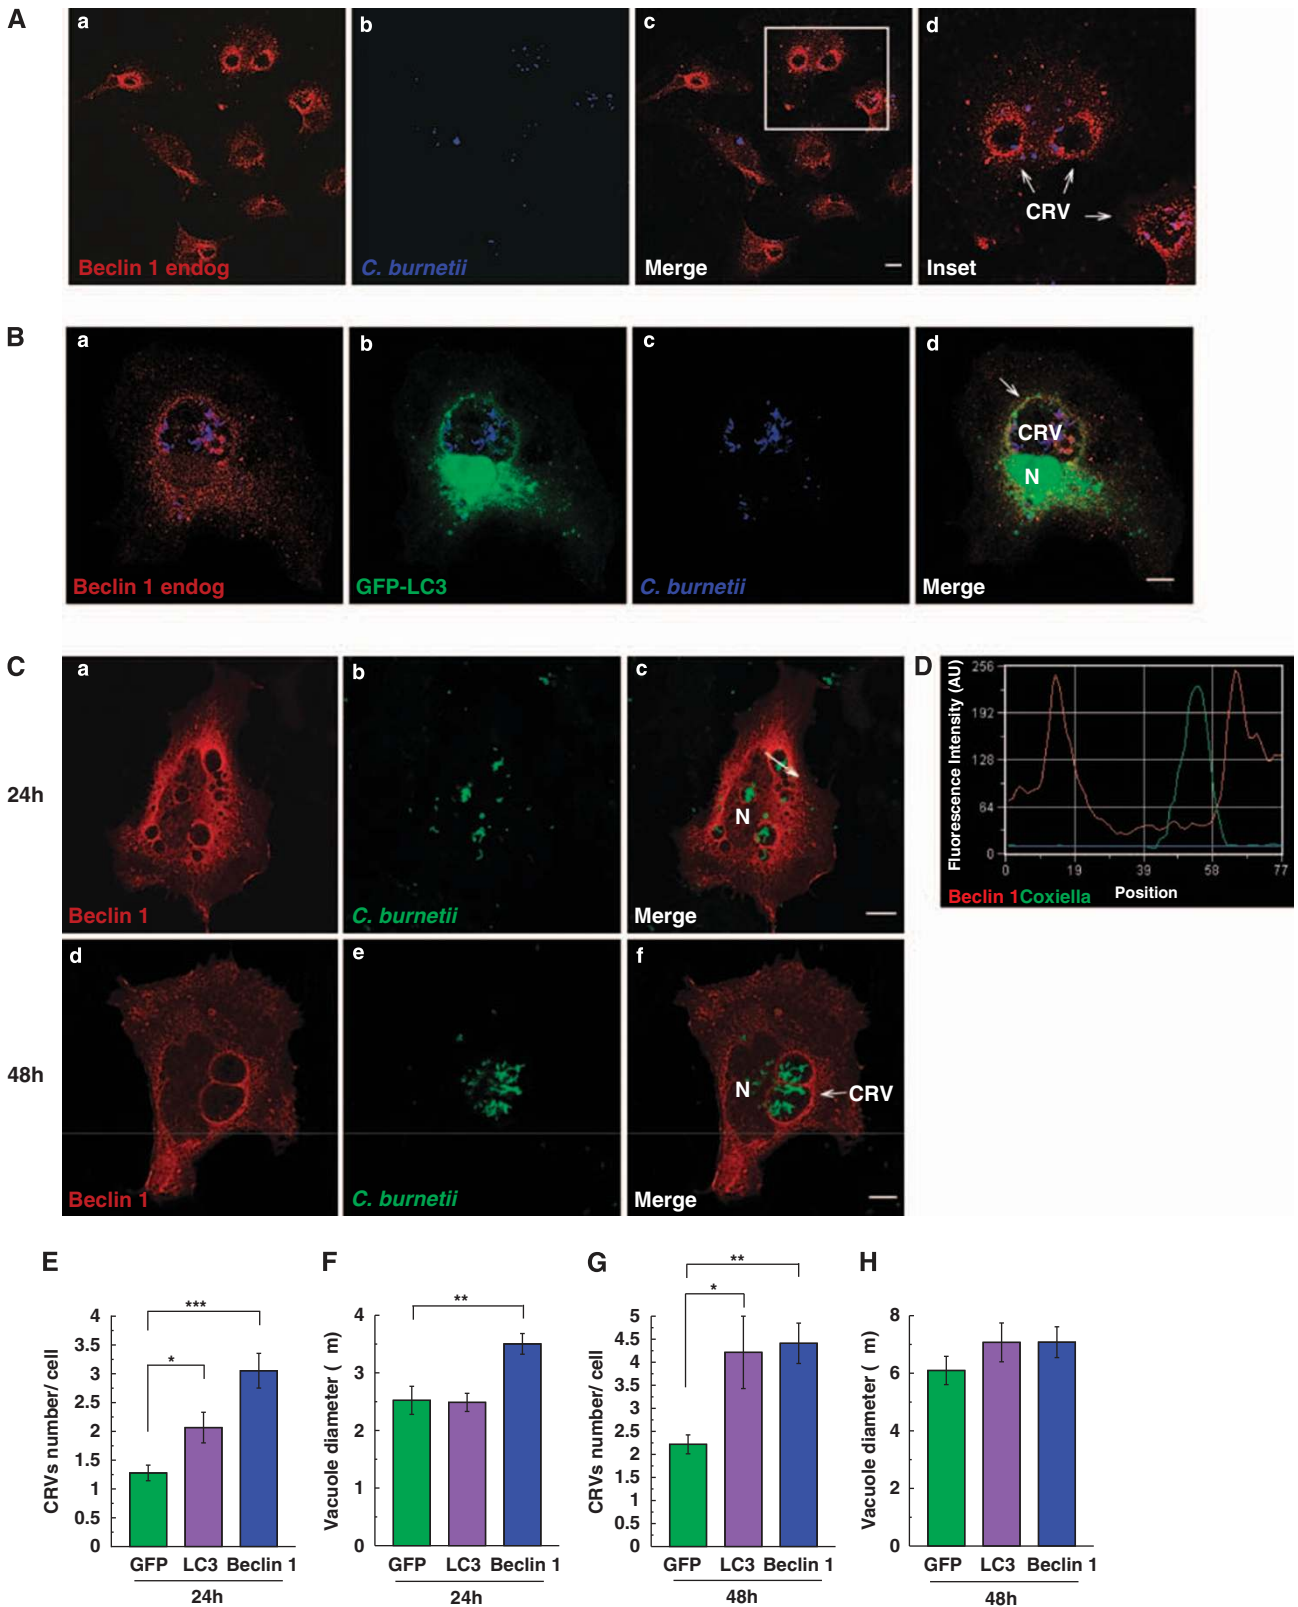 A
a
b
c
d
Beclin 1 endog
C. burnetii
Merge
CRV
Inset
B
a
b
c
d
CRV
N
Beclin 1 endog
GFP-LC3
C. burnetii
Merge
C
a
b
c
24h
N
Beclin 1
C. burnetii
Merge
D
Fluorescence Intensity (AU)
256
192
128
64
0
0
19
39
58
77
Beclin 1 Coxiella
Position
d
e
f
48h
N
CRV
Beclin 1
C. burnetii
Merge
E
***
*
CRVs number/ cell
4
3.5
3
2.5
2
1.5
1
0.5
0
GFP LC3 Beclin 1
24h
F
**
Vacuole diameter ( m)
4
3
2
1
0
GFP LC3 Beclin 1
24h
G
**
*
CRVs number/ cell
5
4.5
4
3.5
3
2.5
2
1.5
1
0.5
0
GFP LC3 Beclin 1
48h
H
Vacuole diameter ( m)
8
6
4
2
0
GFP LC3 Beclin 1
48h